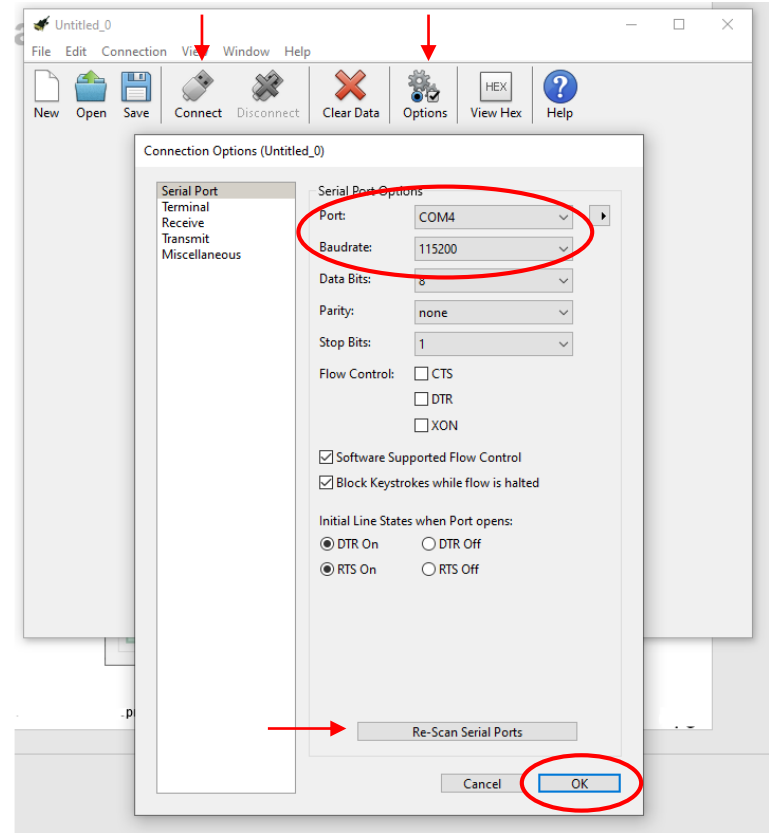 Untitled_0
File Edit Connection View Window Help
New Open Save Connect Disconnect Clear Data Options View Hex Help
HEX
Connection Options (Untitled_0)
Serial Port
Terminal
Receive
Transmit
Miscellaneous
Serial Port Options
Port: COM4
Baudrate: 115200
Data Bits: 8
Parity: none
Stop Bits: 1
Flow Control: CTS
DTR
XON
Software Supported Flow Control
Block Keystrokes while flow is halted
Initial Line States when Port opens:
DTR On DTR Off
RTS On RTS Off
Re-Scan Serial Ports
Cancel OK